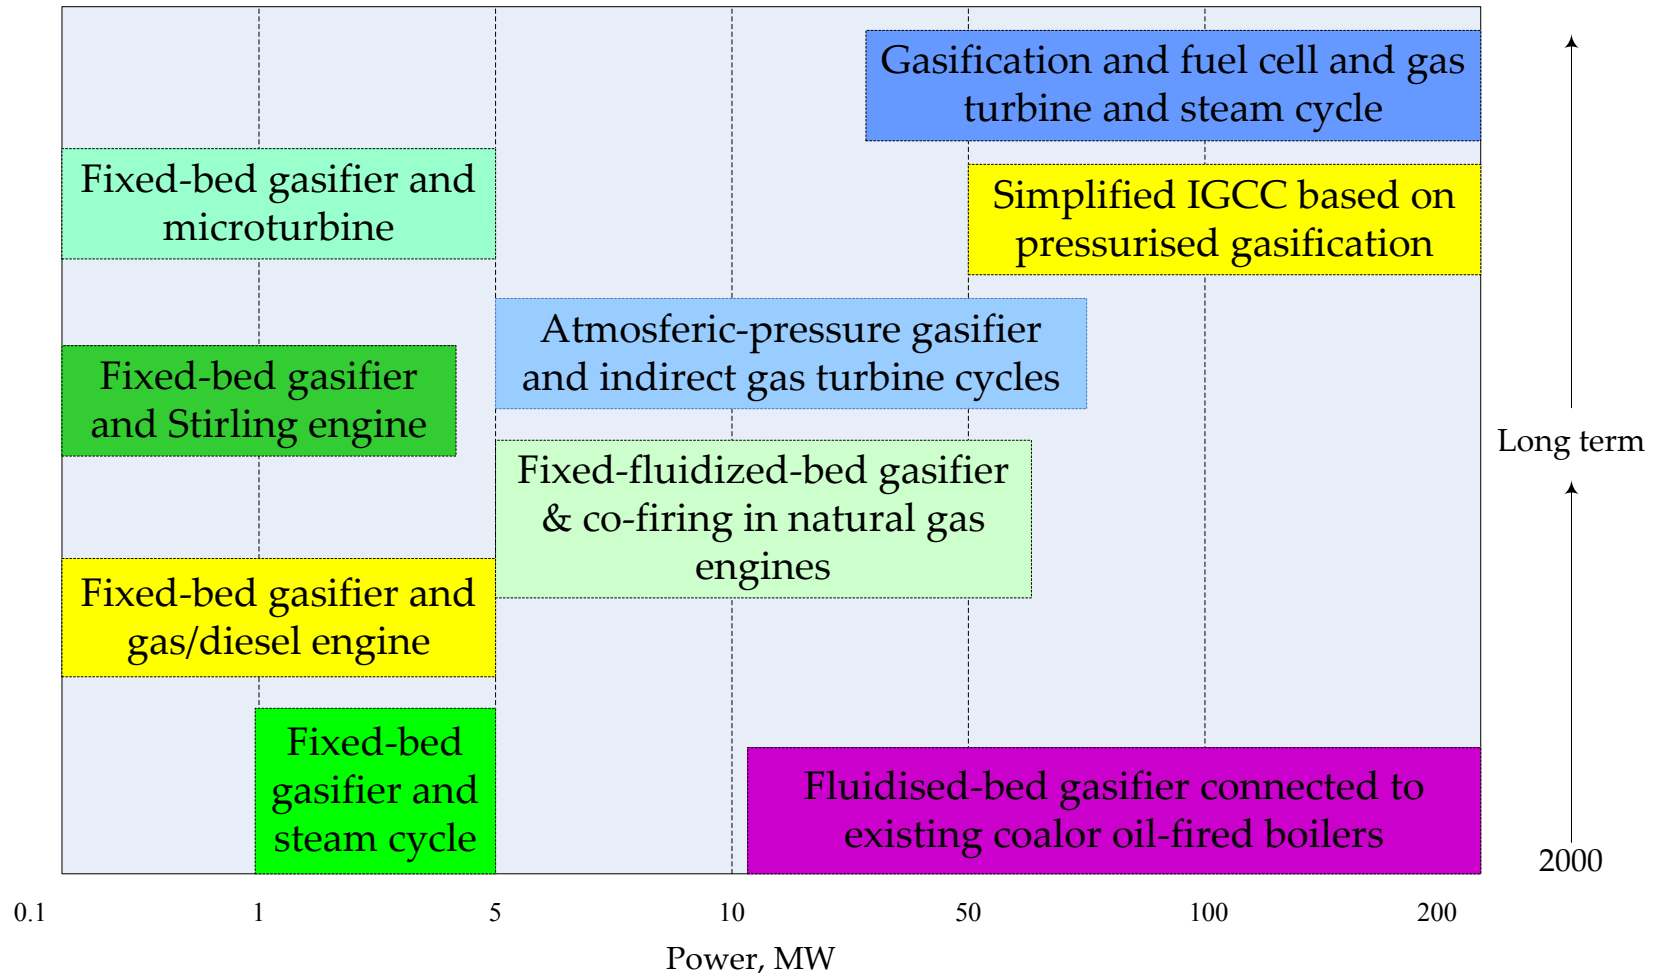 Gasification and fuel cell and gas
turbine and steam cycle
Fixed-bed gasifier and
microturbine
Simplified IGCC based on
pressurised gasification
Atmosferic-pressure gasifier
and indirect gas turbine cycles
Fixed-bed gasifier
and Stirling engine
Long term
Fixed-fluidized-bed gasifier
& co-firing in natural gas
engines
Fixed-bed gasifier and
gas/diesel engine
Fixed-bed
gasifier and
steam cycle
Fluidised-bed gasifier connected to
existing coalor oil-fired boilers
2000
0.1 1 5 10 50 100 200
Power, MW